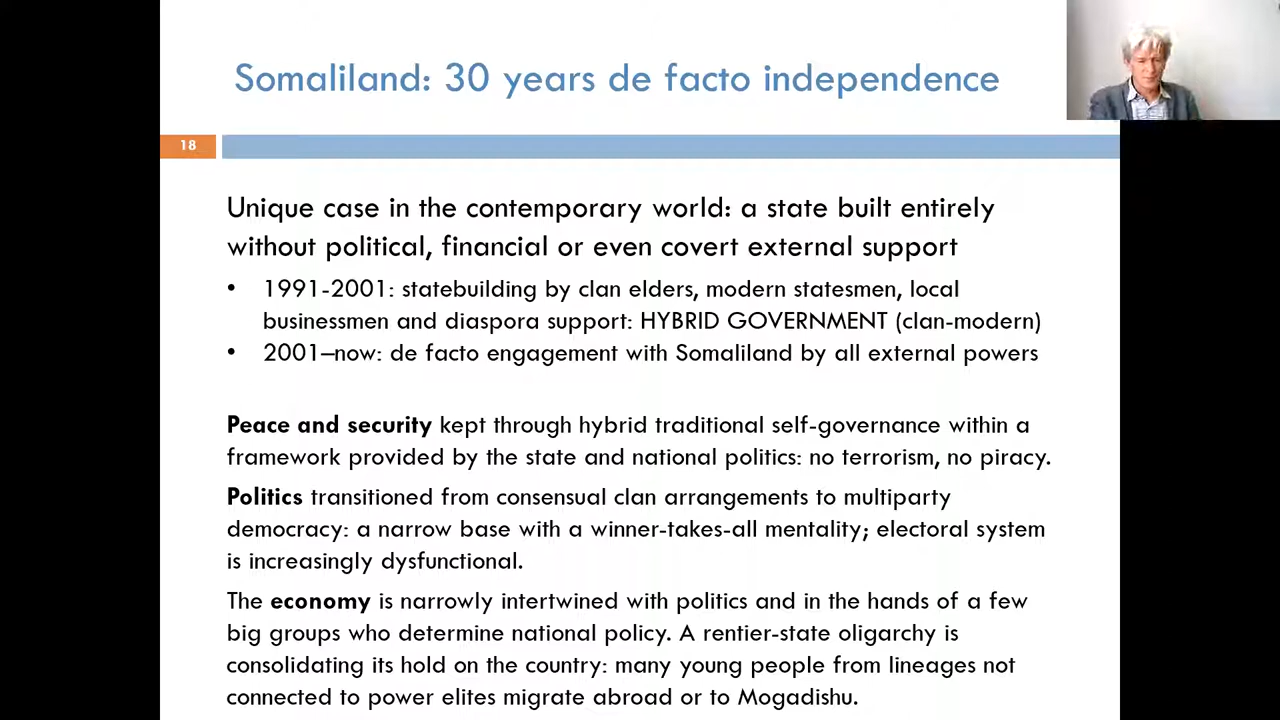 Somaliland: 30 years de facto independence
18
Unique case in the contemporary world: a state built entirely
without political, financial or even covert external support
• 1991-2001: statebuilding by clan elders, modern statesmen, local
businessmen and diaspora support: HYBRID GOVERNMENT (clan-modern)
• 2001–now: de facto engagement with Somaliland by all external powers
Peace and security kept through hybrid traditional self-governance within a
framework provided by the state and national politics: no terrorism, no piracy.
Politics transitioned from consensual clan arrangements to multiparty
democracy: a narrow base with a winner-takes-all mentality; electoral system
is increasingly dysfunctional.
The economy is narrowly intertwined with politics and in the hands of a few
big groups who determine national policy. A rentier-state oligarchy is
consolidating its hold on the country: many young people from lineages not
connected to power elites migrate abroad or to Mogadishu.